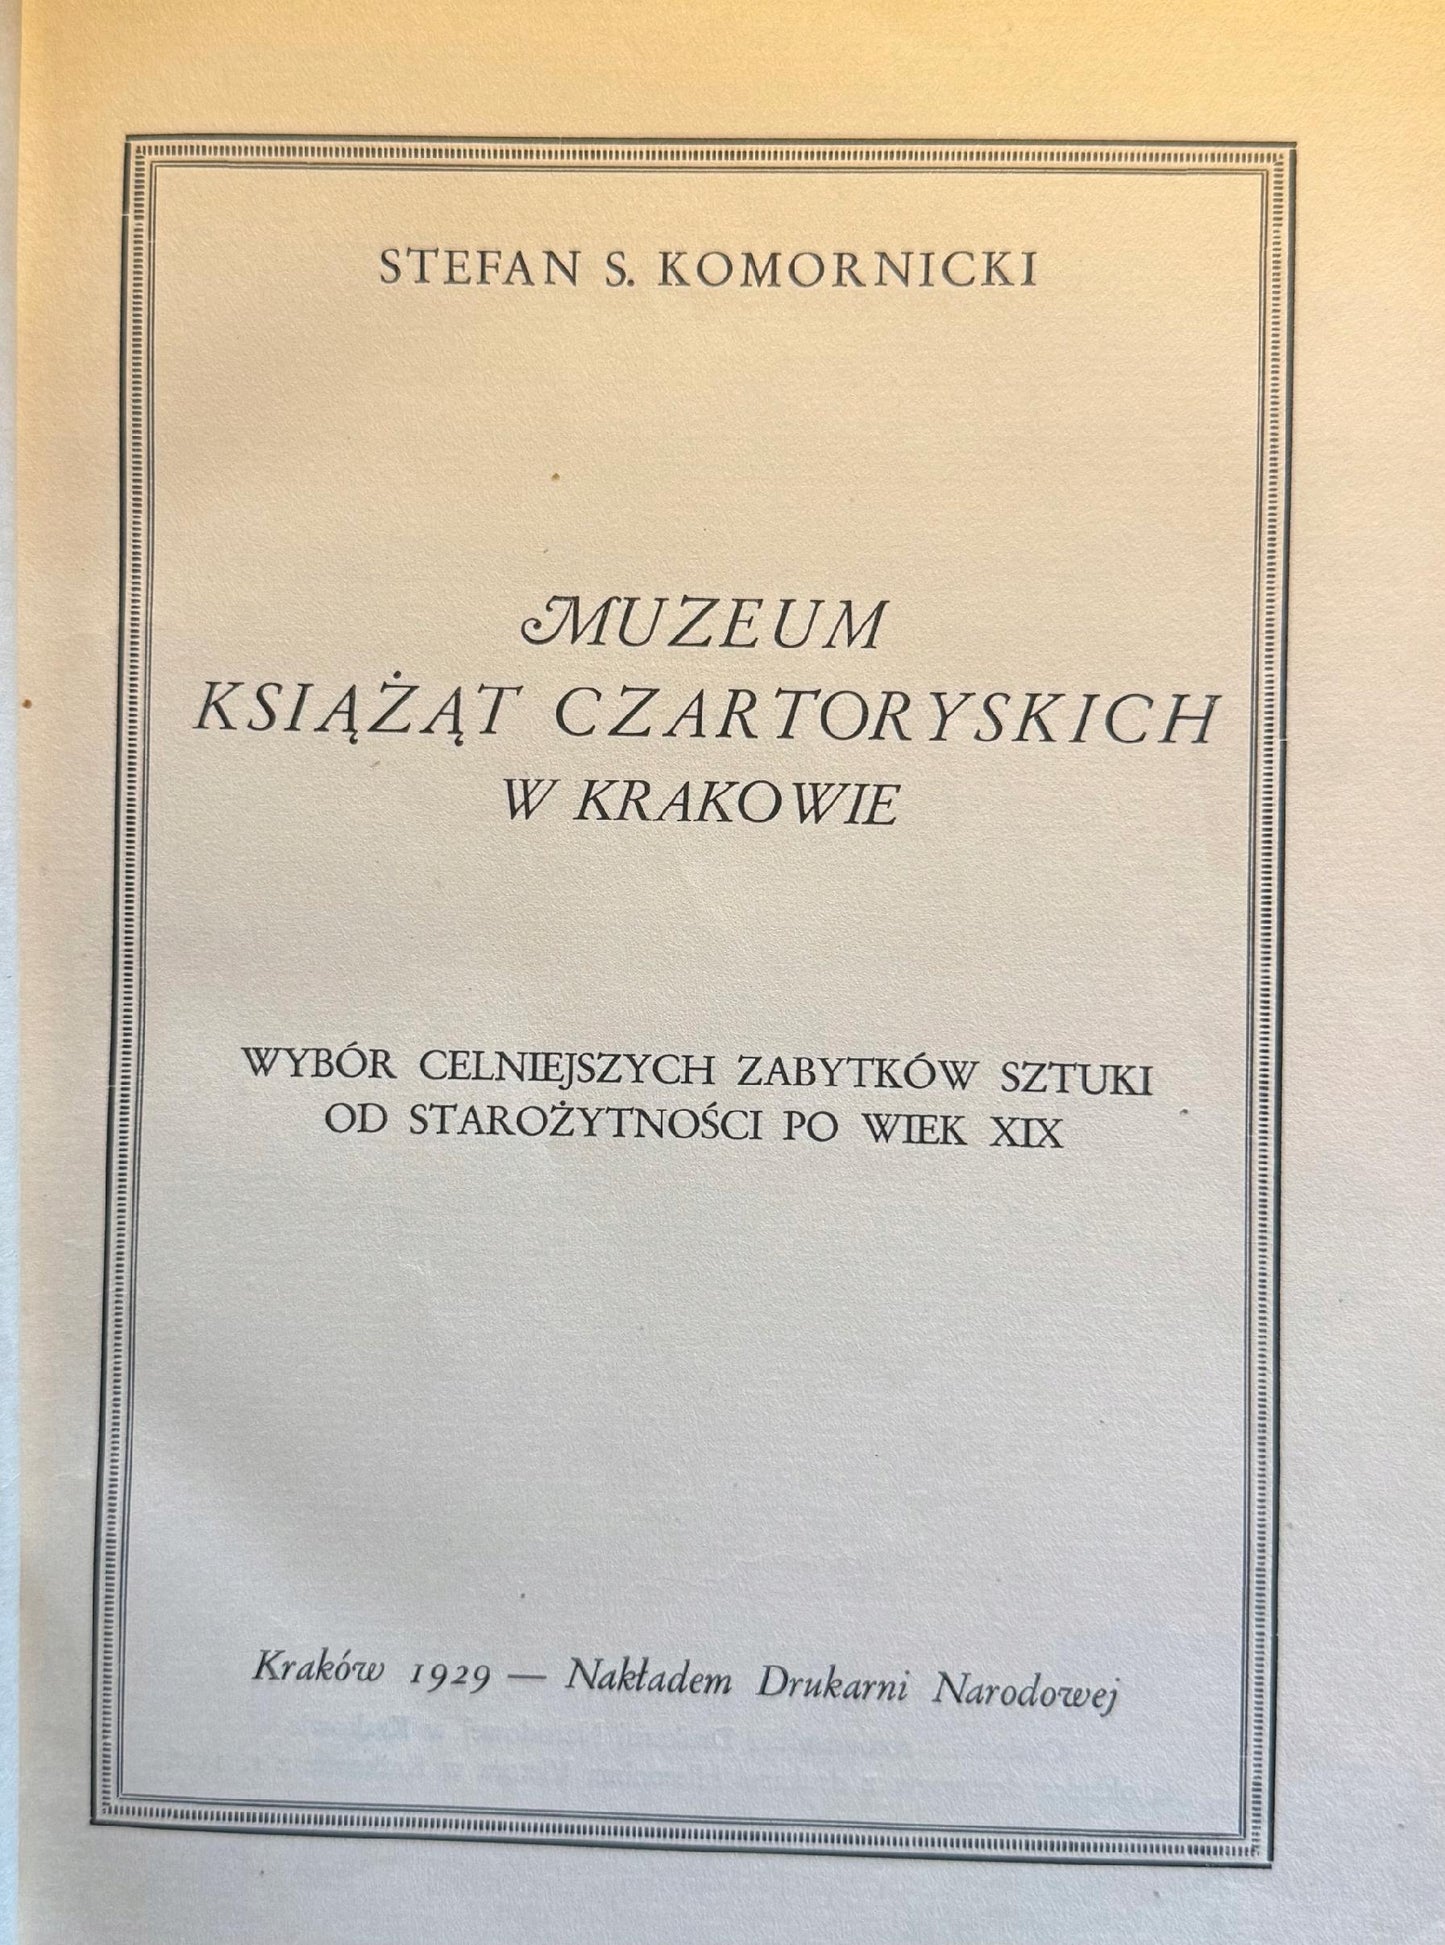 STEFAN S. KOMORNICKI
MUZEUM
KSIĄŻĄT CZARTORYSKICH
W KRAKOWIE
WYBÓR CELNIEJSZYCH ZABYTKÓW SZTUKI
OD STAROŻYTNOŚCI PO WIEK XIX
Kraków 1929 — Nakładem Drukarni Narodowej